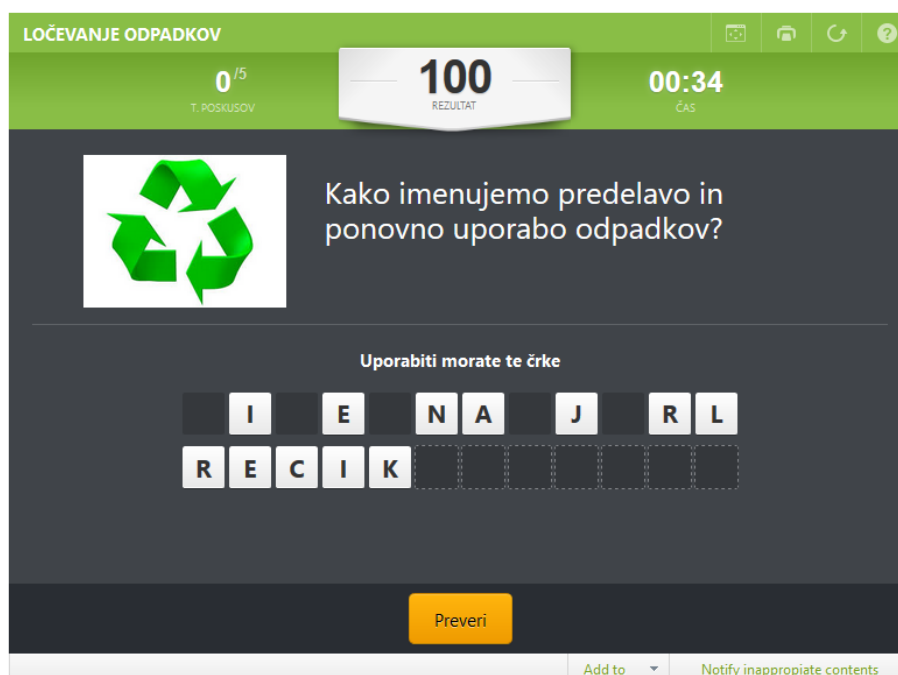 LOČEVANJE ODPADKOV
0/5
T. POSKUSOV
100
REZULTAT
00:34
ČAS
Kako imenujemo predelavo in
ponovno uporabo odpadkov?
Uporabiti morate te črke
I E N A J R L
R E C I K
Preveri
Add to
Notify inappropiate contents